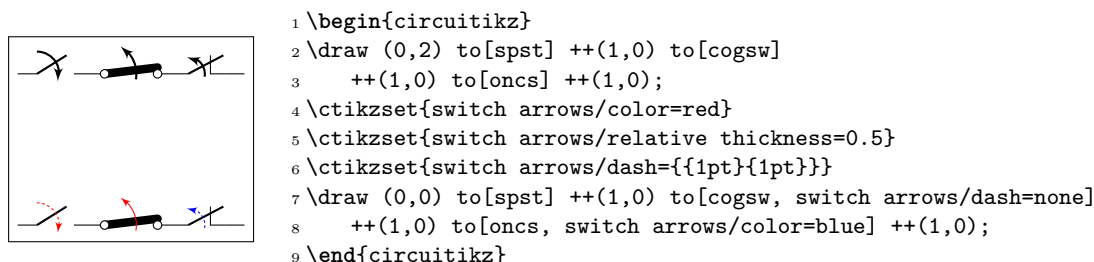 1 \begin{circuitikz}
2 \draw (0,2) to[spst] ++(1,0) to[cogsw]
3 ++(1,0) to[oncs] ++(1,0);
4 \ctikzset{switch arrows/color=red}
5 \ctikzset{switch arrows/relative thickness=0.5}
6 \ctikzset{switch arrows/dash={{1pt}{1pt}}}
7 \draw (0,0) to[spst] ++(1,0) to[cogsw, switch arrows/dash=none]
8 ++(1,0) to[oncs, switch arrows/color=blue] ++(1,0);
9 \end{circuitikz}